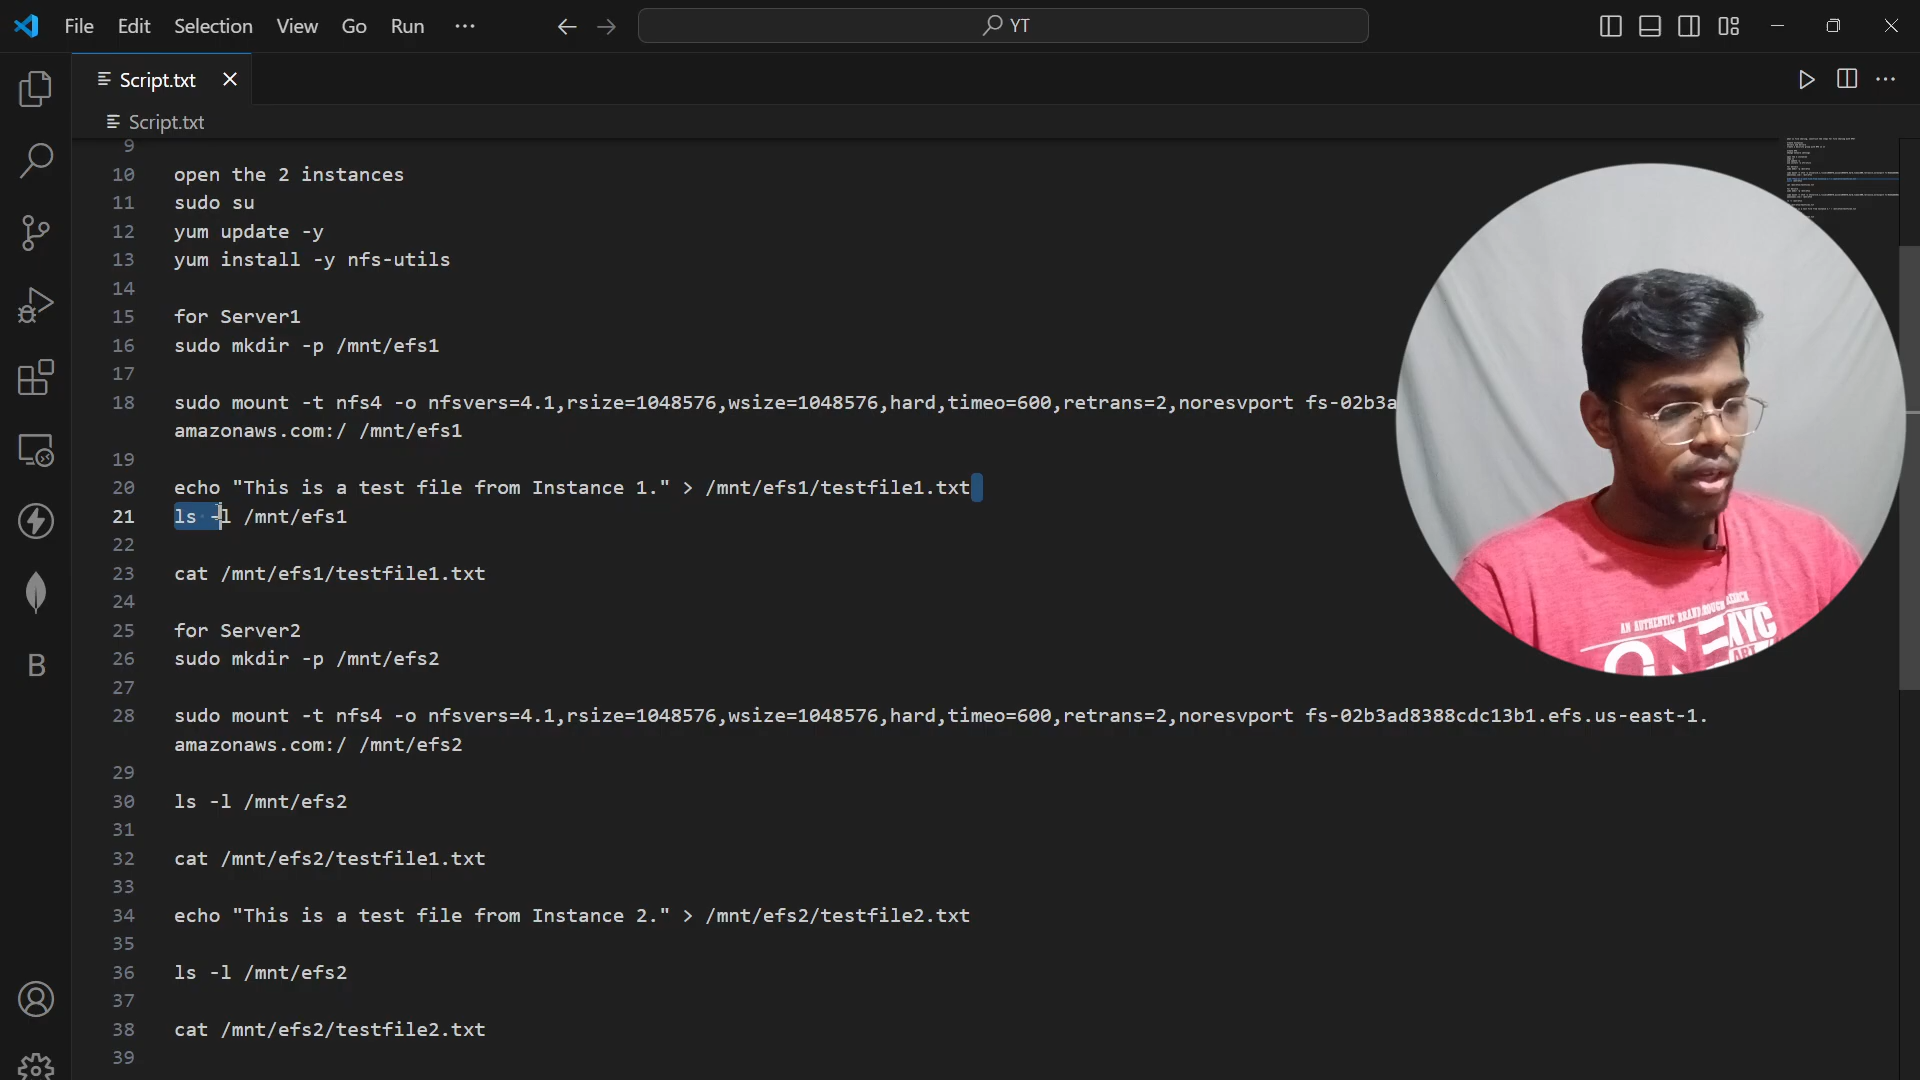 File Edit Selection View Go Run ··· YT
Script.txt
Script.txt
9
10 open the 2 instances
11 sudo su
12 yum update -y
13 yum install -y nfs-utils
14
15 for Server1
16 sudo mkdir -p /mnt/efs1
17
18 sudo mount -t nfs4 -o nfsvers=4.1,rsize=1048576,wsize=1048576,hard,timeo=600,retrans=2,noresvport fs-02b3a
amazonaws.com:/ /mnt/efs1
19
20 echo "This is a test file from Instance 1." > /mnt/efs1/testfile1.txt
21 ls -l /mnt/efs1
22
23 cat /mnt/efs1/testfile1.txt
24
25 for Server2
26 sudo mkdir -p /mnt/efs2
27
28 sudo mount -t nfs4 -o nfsvers=4.1,rsize=1048576,wsize=1048576,hard,timeo=600,retrans=2,noresvport fs-02b3ad8388cdc13b1.efs.us-east-1.
amazonaws.com:/ /mnt/efs2
29
30 ls -l /mnt/efs2
31
32 cat /mnt/efs2/testfile1.txt
33
34 echo "This is a test file from Instance 2." > /mnt/efs2/testfile2.txt
35
36 ls -l /mnt/efs2
37
38 cat /mnt/efs2/testfile2.txt
39
B
AN AUTHENTIC BRAND
NYC
ART